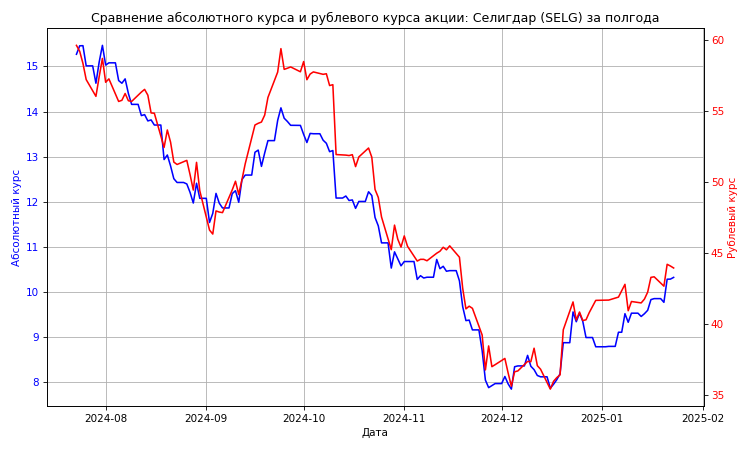 Сравнение абсолютного курса и рублевого курса акции: Селигдар (SELG) за полгода
Абсолютный курс
15
14
13
12
11
10
9
8
60
55
50
45
40
35
Рублевый курс
2024-08 2024-09 2024-10 2024-11 2024-12 2025-01 2025-02
Дата